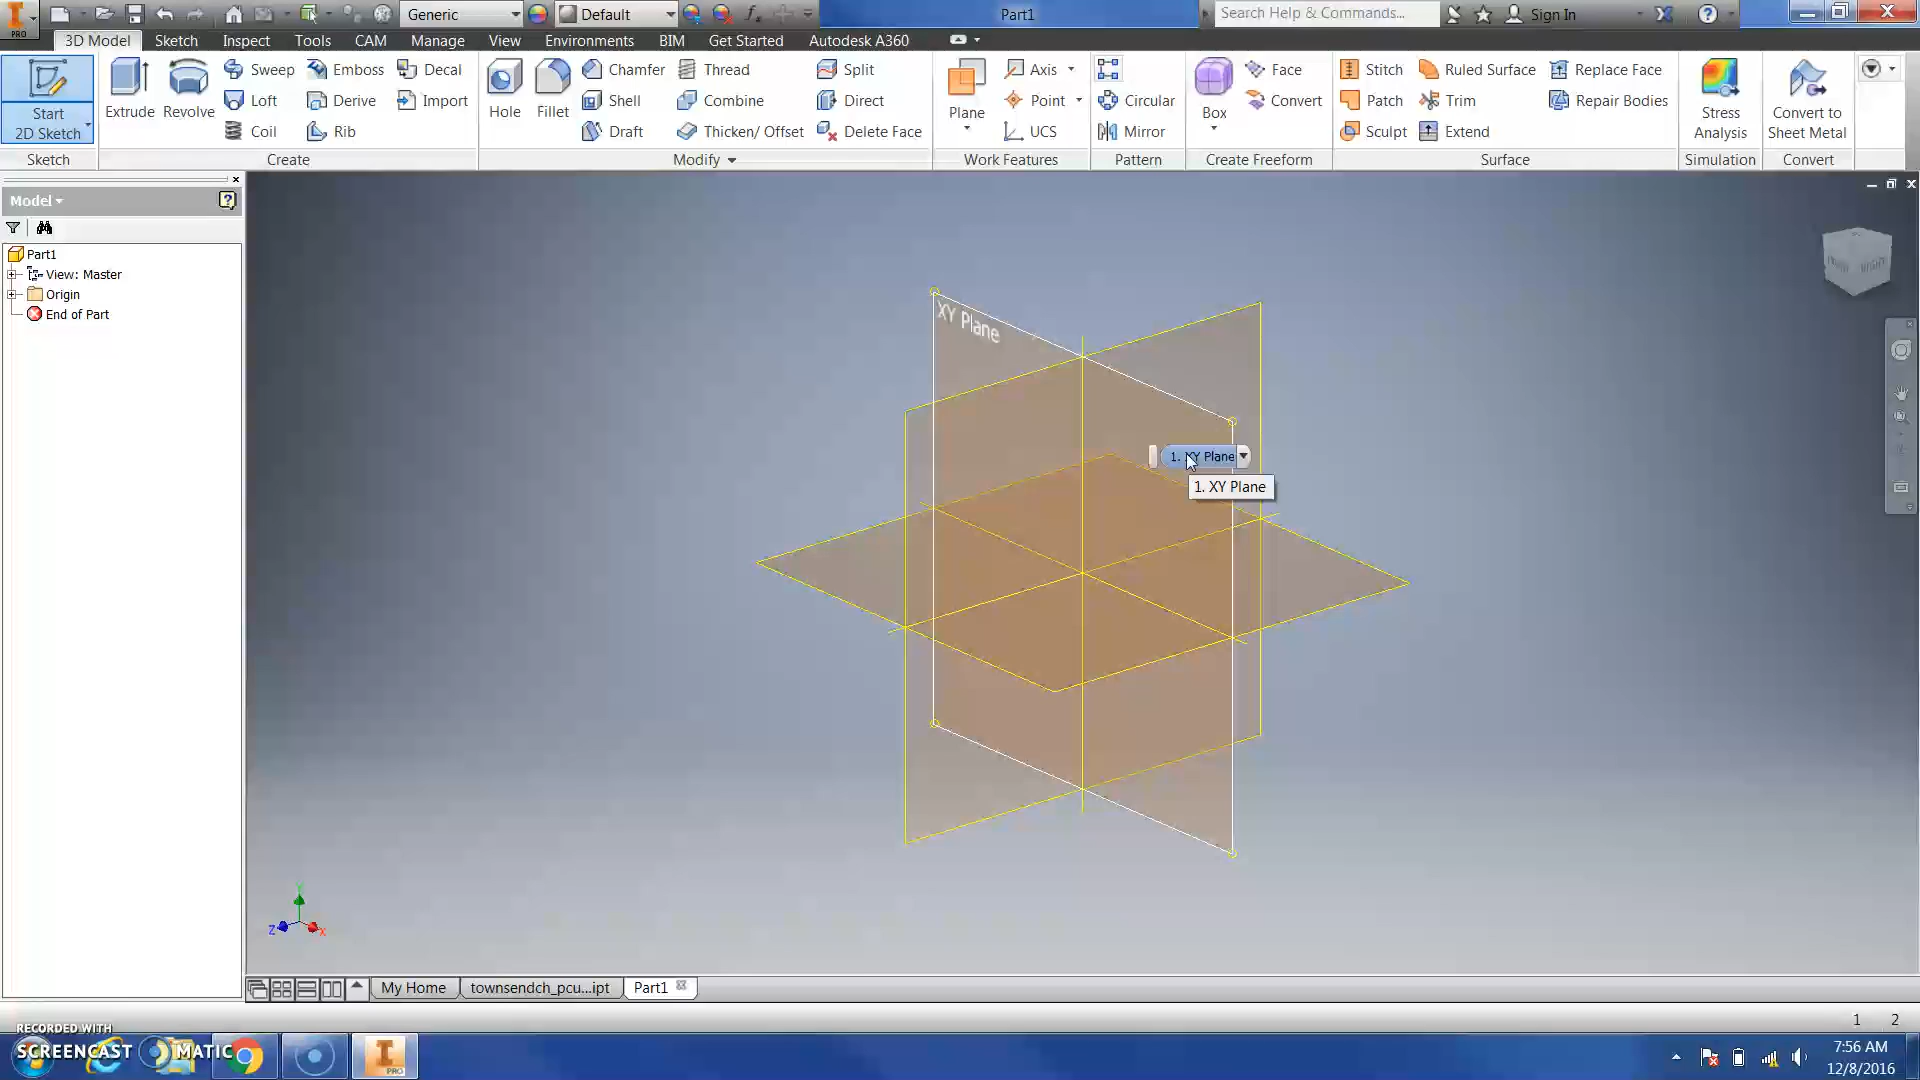 Generic
Default
Part1
Search Help & Commands...
Sign In
PRO
3D Model
Sketch
Inspect
Tools
CAM
Manage
View
Environments
BIM
Get Started
Autodesk A360
Start
2D Sketch
Extrude
Revolve
Sweep
Loft
Coil
Emboss
Derive
Rib
Decal
Import
Hole
Fillet
Chamfer
Shell
Draft
Thread
Combine
Thicken/ Offset
Split
Direct
Delete Face
Plane
Axis
Point
UCS
Circular
Mirror
Box
Face
Convert
Stitch
Patch
Sculpt
Ruled Surface
Trim
Extend
Replace Face
Repair Bodies
Stress
Analysis
Convert to
Sheet Metal
Sketch
Create
Modify
Work Features
Pattern
Create Freeform
Surface
Simulation
Convert
Model
Part1
View: Master
Origin
End of Part
XY Plane
1. XY Plane
1. XY Plane
RIGHT
Y
Z
X
My Home
townsendch_pcu...ipt
Part1
1
2
RECORDED WITH
SCREENCAST
MATIC
PRO
7:56 AM
12/8/2016